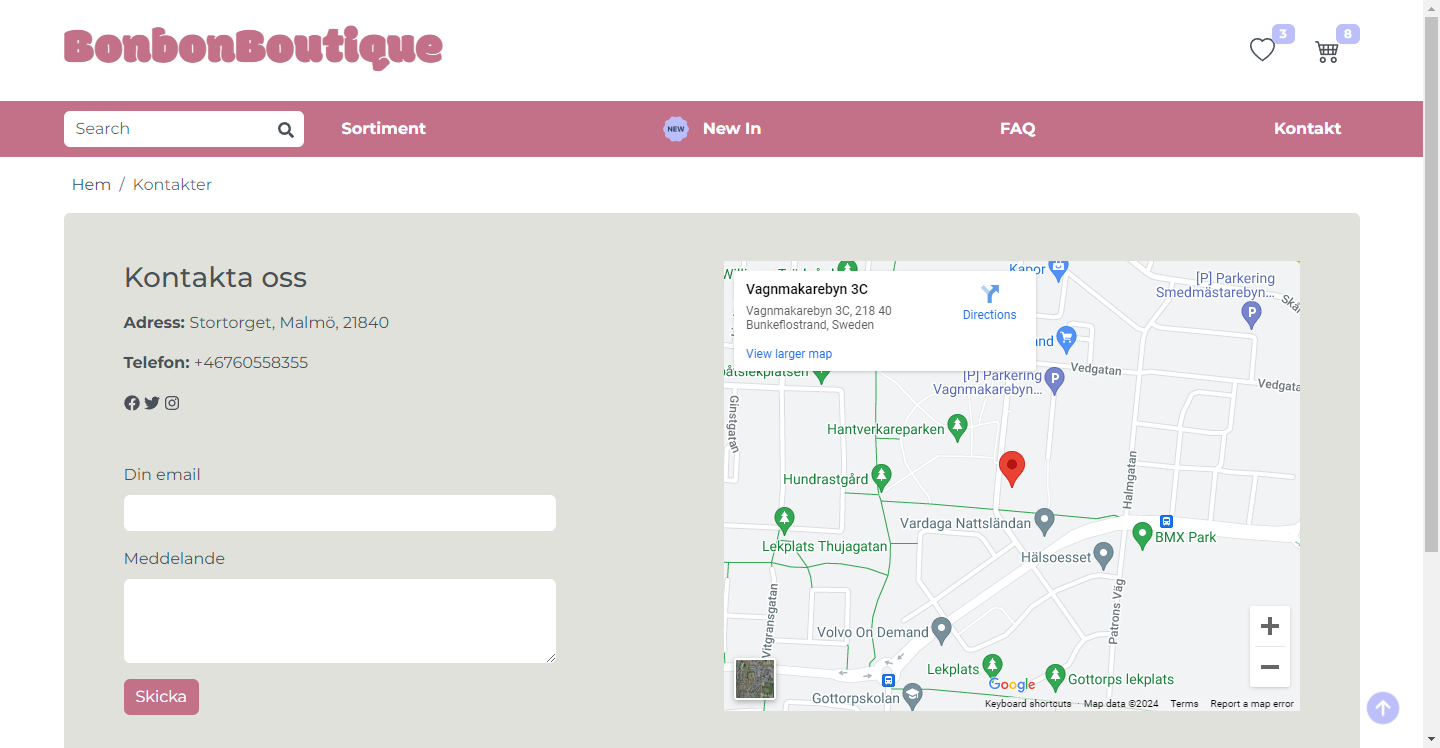 BonbonBoutique
3
8
Search
Sortiment
NEW
New In
FAQ
Kontakt
Hem / Kontakter
Kontakta oss
Adress: Stortorget, Malmö, 21840
Telefon: +46760558355
Din email
Meddelande
Skicka
Kapor
[P] Parkering
Smedmästarebyn...
Vagnmakarebyn 3C
Vagnmakarebyn 3C, 218 40
Bunkeflostrand, Sweden
Directions
View larger map
Vedgatan
Vedgata
[P] Parkering
Vagnmakarebyn...
P
P
Ginstgatan
Hantverkareparken
Hundrastgård
Halmgatan
Vardaga Nattsländan
Lekplats Thujagatan
BMX Park
Hälsoesset
Vitgransgatan
Patrons Väg
Volvo On Demand
Lekplats
Gottorps lekplats
Gottorpskolan
Google
Keyboard shortcuts
Map data ©2024
Terms
Report a map error